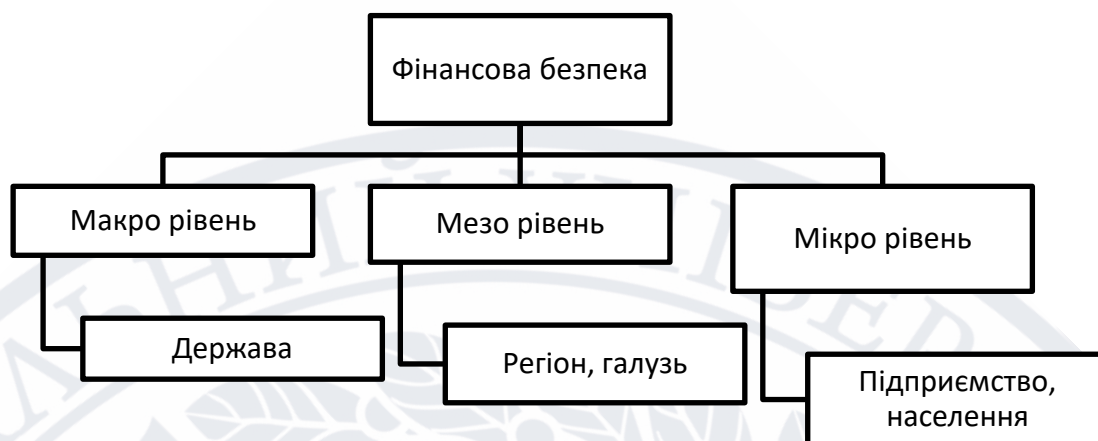 Фінансова безпека
Макро рівень
Мезо рівень
Мікро рівень
Держава
Регіон, галузь
Підприємство,
населення